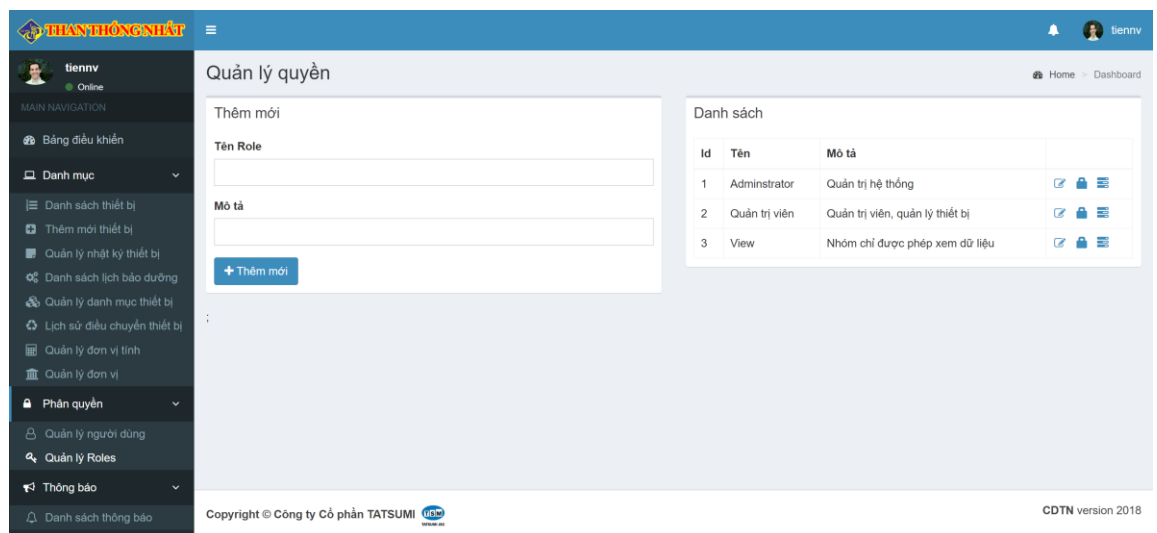 THAN THỐNG NHẤT
tiennv
tiennv
Online
Quản lý quyền
Home > Dashboard
MAIN NAVIGATION
Bảng điều khiển
Danh mục
Danh sách thiết bị
Thêm mới thiết bị
Quản lý nhật ký thiết bị
Danh sách lịch bảo dưỡng
Quản lý danh mục thiết bị
Lịch sử điều chuyển thiết bị
Quản lý đơn vị tính
Quản lý đơn vị
Phân quyền
Quản lý người dùng
Quản lý Roles
Thông báo
Danh sách thông báo
Thêm mới
Tên Role
Mô tả
Thêm mới
;
Danh sách
Id Tên Mô tả
1 Adminstrator Quản trị hệ thống
2 Quản trị viên Quản trị viên, quản lý thiết bị
3 View Nhóm chỉ được phép xem dữ liệu
Copyright © Công ty Cổ phần TATSUMI
CDTN version 2018